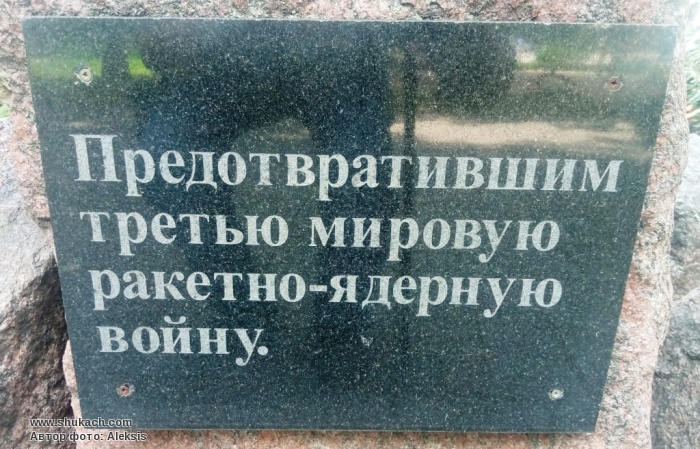 Предотвратившим
третью мировую
ракетно-ядерную
войну.
www.shukach.com
Автор фото: Aleksis